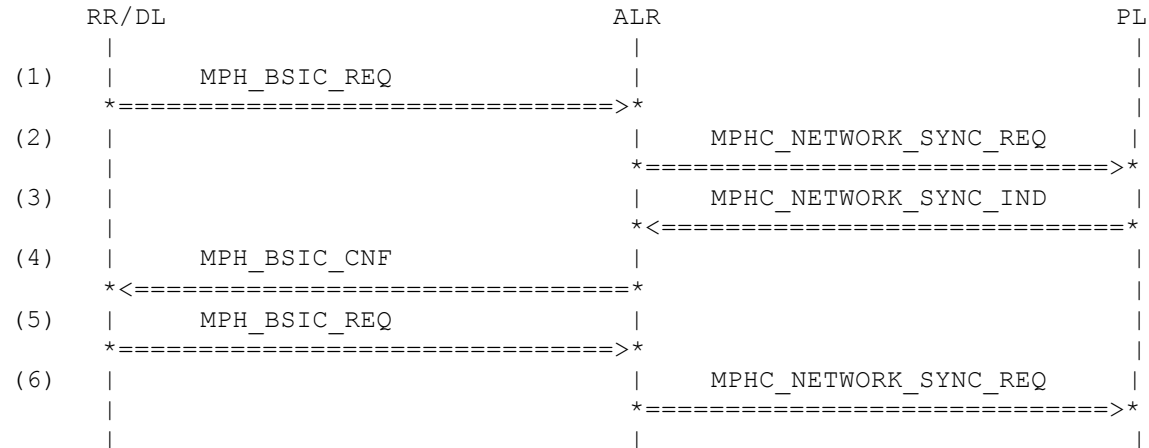 RR/DL ALR PL
(1) MPH_BSIC_REQ
(2) MPHC_NETWORK_SYNC_REQ
(3) MPHC_NETWORK_SYNC_IND
(4) MPH_BSIC_CNF
(5) MPH_BSIC_REQ
(6) MPHC_NETWORK_SYNC_REQ